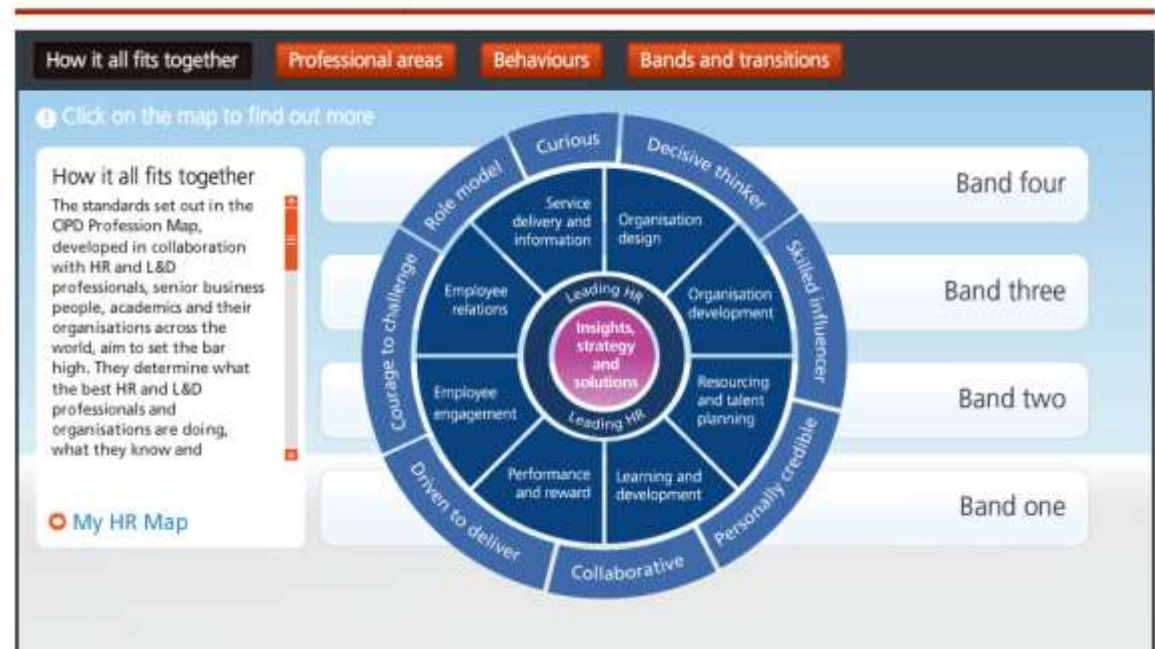 How it all fits together
Professional areas
Behaviours
Bands and transitions
Click on the map to find out more
How it all fits together
The standards set out in the
CIPD Profession Map,
developed in collaboration
with HR and L&D
professionals, senior business
people, academics and their
organisations across the
world, aim to set the bar
high. They determine what
the best HR and L&D
professionals and
organisations are doing,
what they know and
My HR Map
Curious
Decisive thinker
Skilled influencer
Personally credible
Collaborative
Driven to deliver
Courage to challenge
Role model
Service
delivery and
information
Organisation
design
Organisation
development
Resourcing
and talent
planning
Learning and
development
Performance
and reward
Employee
engagement
Employee
relations
Leading HR
Insights,
strategy
and
solutions
Leading HR
Band four
Band three
Band two
Band one